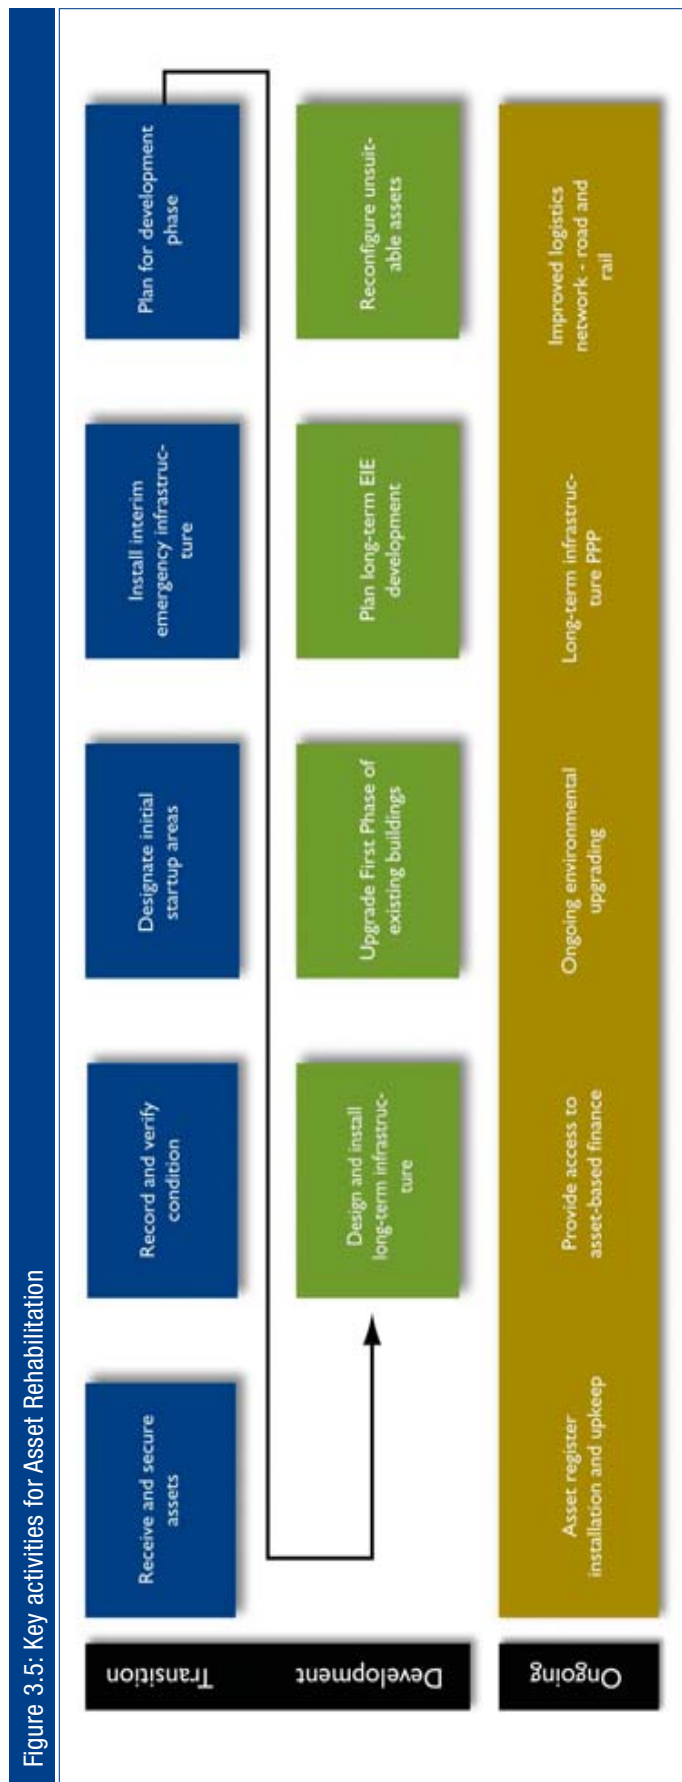 Figure 3.5: Key activities for Asset Rehabilitation
Transition
Receive and secure
assets
Record and verify
condition
Designate initial
startup areas
Install interim
emergency infrastruc-
ture
Plan for development
phase
Development
Design and install
long-term infrastruc-
ture
Upgrade First Phase of
existing buildings
Plan long-term EIE
development
Reconfigure unsuit-
able assets
Ongoing
Asset register
installation and upkeep
Provide access to
asset-based finance
Ongoing environmental
upgrading
Long-term infrastruc-
ture PPP
Improved logistics
network - road and
rail